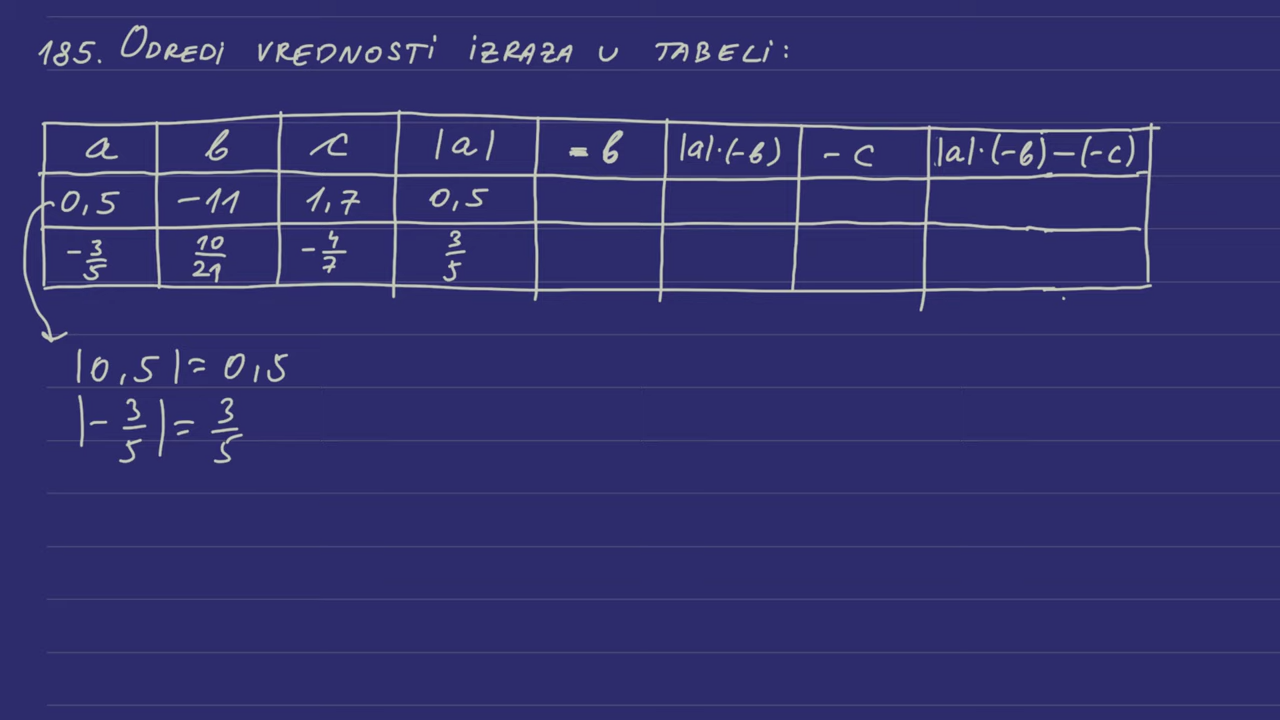 185. ODREDI VREDNOSTI IZRAZA U TABELI:
a b c |a| -b |a|·(-b) -c |a|·(-b)-(-c)
0,5 -11 1,7 0,5
-3/5 10/21 -4/7 3/5
|0,5|=0,5
|-3/5|=3/5